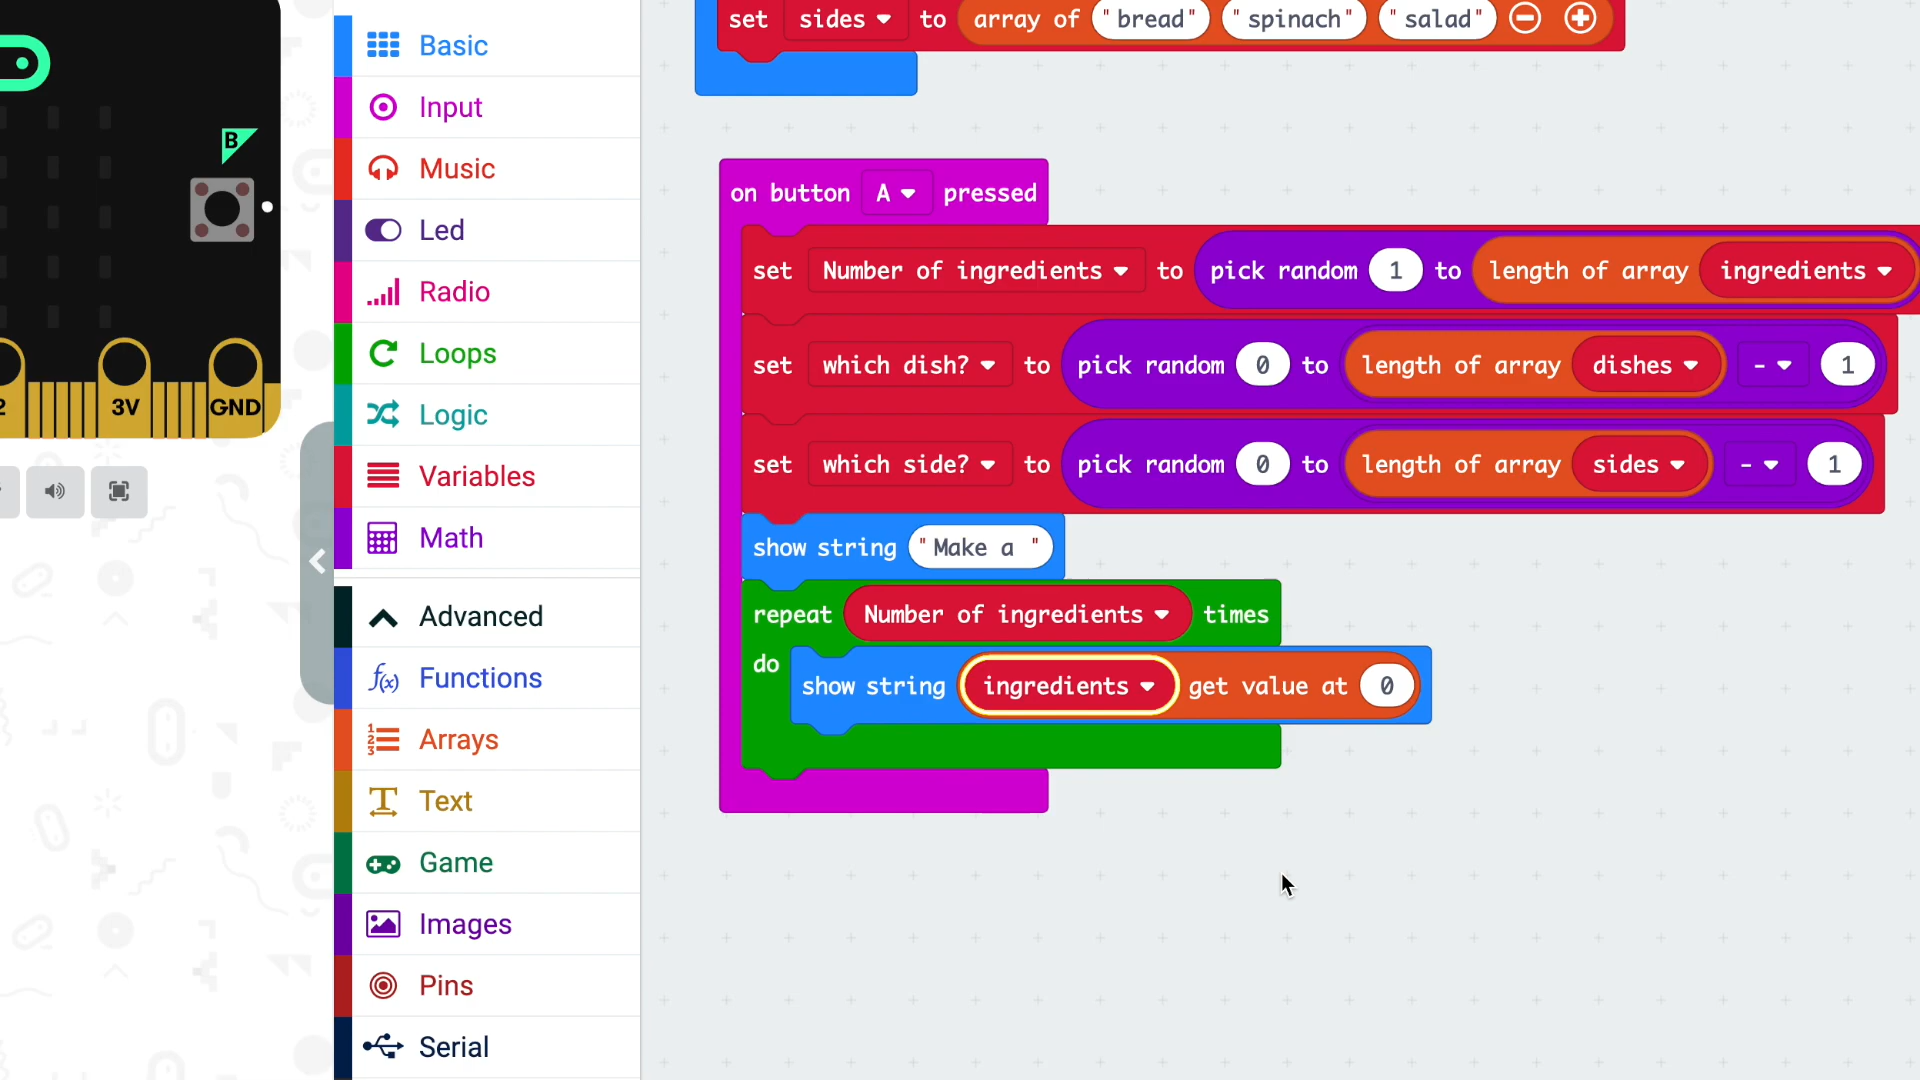 set sides to array of "bread" "spinach" "salad"
Basic
Input
Music
Led
Radio
Loops
Logic
Variables
Math
Advanced
Functions
Arrays
Text
Game
Images
Pins
Serial
B
2 3V GND
on button A pressed
set Number of ingredients to pick random 1 to length of array ingredients
set which dish? to pick random 0 to length of array dishes - 1
set which side? to pick random 0 to length of array sides - 1
show string "Make a "
repeat Number of ingredients times
do show string ingredients get value at 0